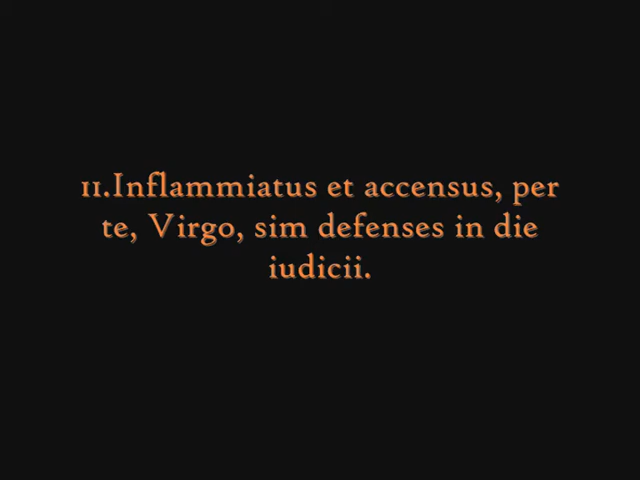 11.Inflammiatus et accensus, per
te, Virgo, sim defenses in die
iudicii.